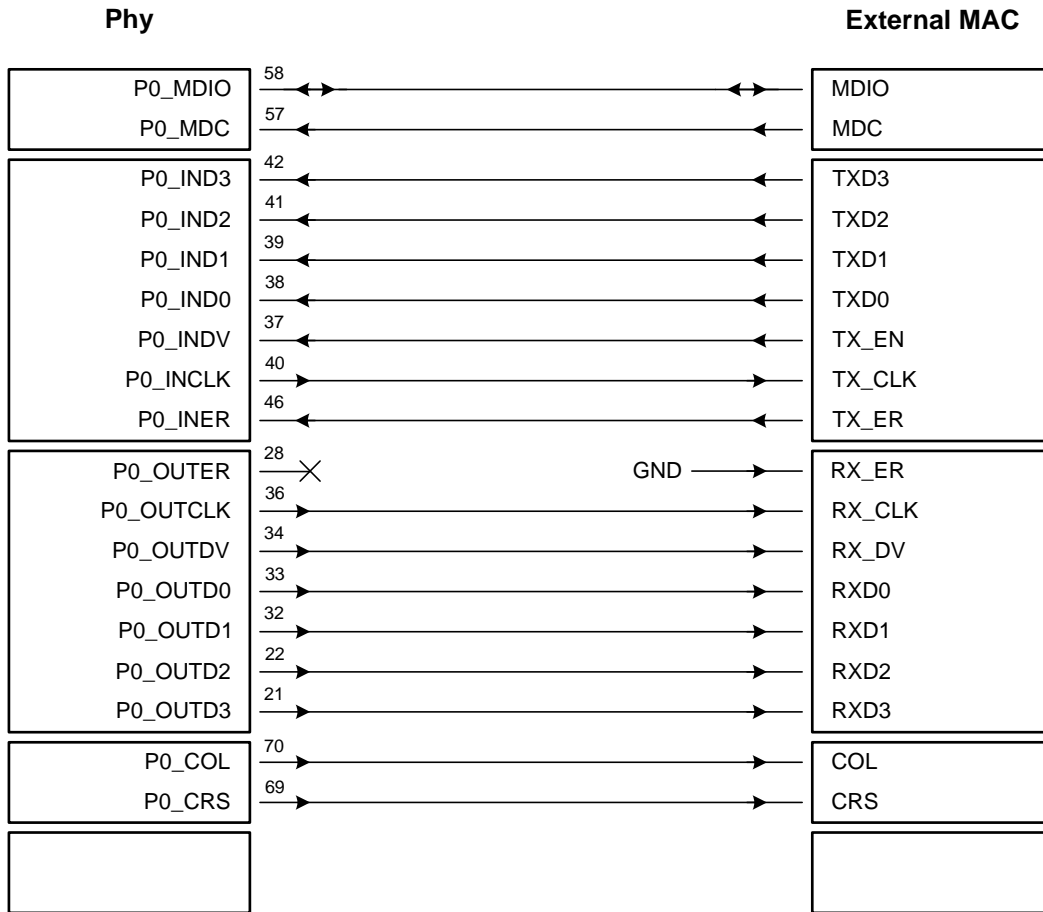 Phy External MAC
P0_MDIO 58 MDIO
P0_MDC 57 MDC
P0_IND3 42 TXD3
P0_IND2 41 TXD2
P0_IND1 39 TXD1
P0_IND0 38 TXD0
P0_INDV 37 TX_EN
P0_INCLK 40 TX_CLK
P0_INER 46 TX_ER
P0_OUTER 28 GND RX_ER
P0_OUTCLK 36 RX_CLK
P0_OUTDV 34 RX_DV
P0_OUTD0 33 RXD0
P0_OUTD1 32 RXD1
P0_OUTD2 22 RXD2
P0_OUTD3 21 RXD3
P0_COL 70 COL
P0_CRS 69 CRS